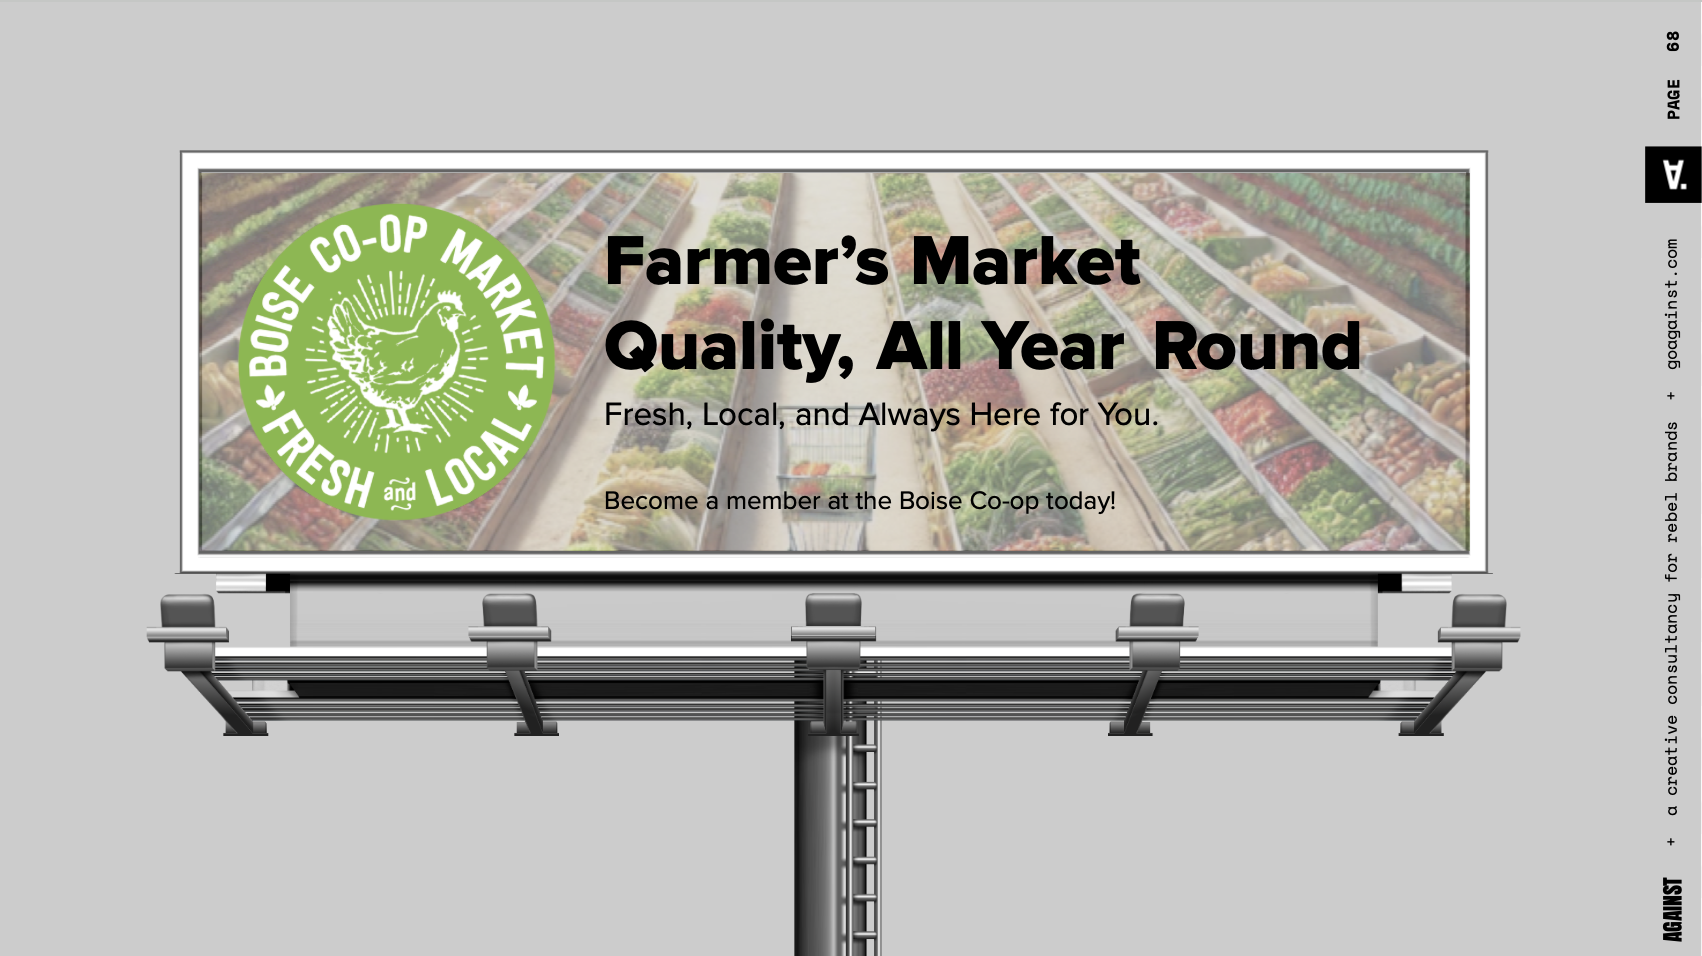 BOISE CO-OP MARKET
FRESH and LOCAL
Farmer’s Market
Quality, All Year Round
Fresh, Local, and Always Here for You.
Become a member at the Boise Co-op today!
AGAINST + a creative consultancy for rebel brands + goagainst.com A. PAGE 68